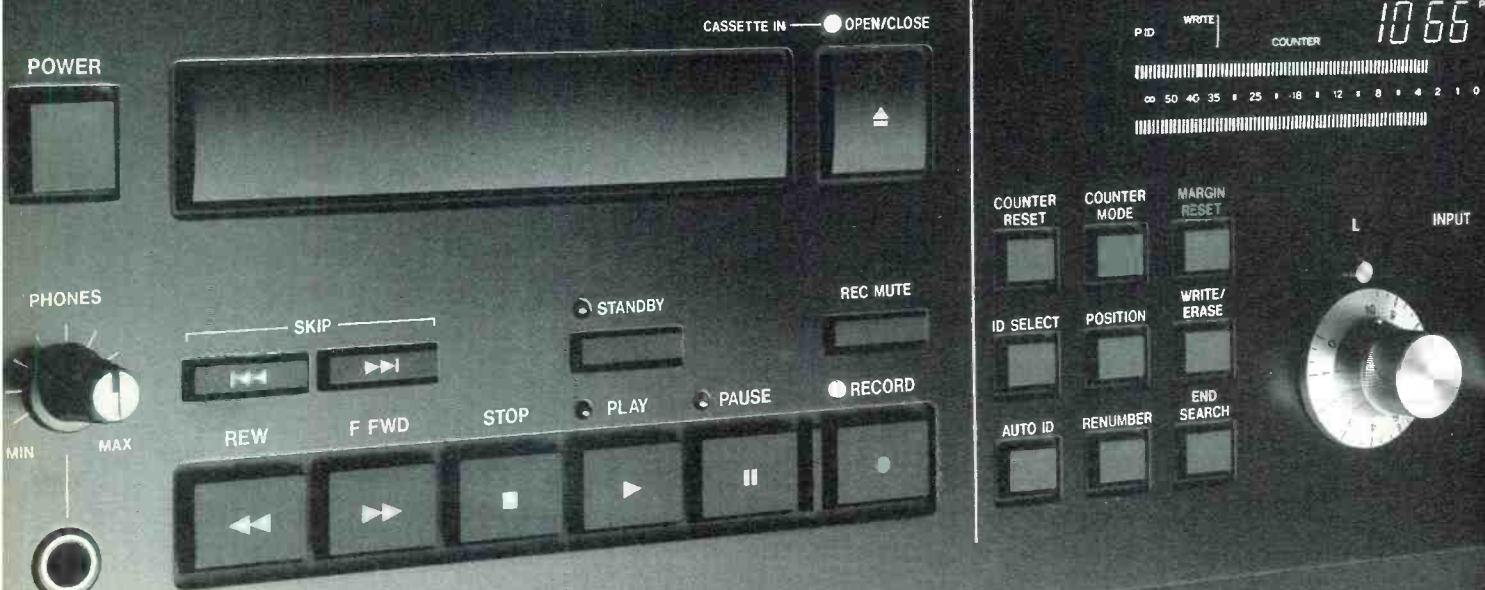 CASSETTE IN OPEN/CLOSE
POWER
PHONES
MIN MAX
SKIP
STANDBY
REC MUTE
REW
F FWD
STOP
PLAY
PAUSE
RECORD
PID WRITE
COUNTER
1066
∞ 50 40 35 25 -18 12 8 4 2 1 0
COUNTER RESET
COUNTER MODE
MARGIN RESET
ID SELECT
POSITION
WRITE/ ERASE
AUTO ID
RENUMBER
END SEARCH
L INPUT